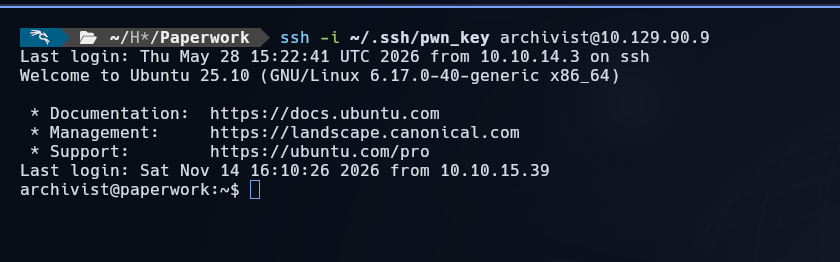 ~/H*/Paperwork ssh -i ~/.ssh/pwn_key archivist@10.129.90.9
Last login: Thu May 28 15:22:41 UTC 2026 from 10.10.14.3 on ssh
Welcome to Ubuntu 25.10 (GNU/Linux 6.17.0-40-generic x86_64)
* Documentation:  https://docs.ubuntu.com
* Management:     https://landscape.canonical.com
* Support:        https://ubuntu.com/pro
Last login: Sat Nov 14 16:10:26 2026 from 10.10.15.39
archivist@paperwork:~$